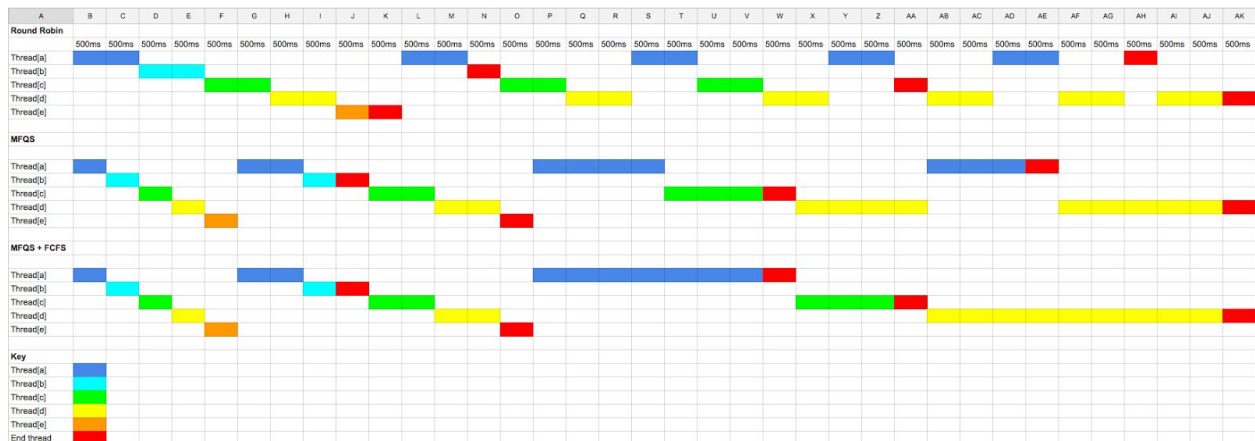 A B C D E F G H I J K L M N O P Q R S T U V W X Y Z AA AB AC AD AE AF AG AH AI AJ AK
Round Robin
500ms 500ms 500ms 500ms 500ms 500ms 500ms 500ms 500ms 500ms 500ms 500ms 500ms 500ms 500ms 500ms 500ms 500ms 500ms 500ms 500ms 500ms 500ms 500ms 500ms 500ms 500ms 500ms 500ms 500ms 500ms 500ms 500ms 500ms 500ms 500ms
Thread[a]
Thread[b]
Thread[c]
Thread[d]
Thread[e]
MFQS
Thread[a]
Thread[b]
Thread[c]
Thread[d]
Thread[e]
MFQS + FCFS
Thread[a]
Thread[b]
Thread[c]
Thread[d]
Thread[e]
Key
Thread[a]
Thread[b]
Thread[c]
Thread[d]
Thread[e]
End thread